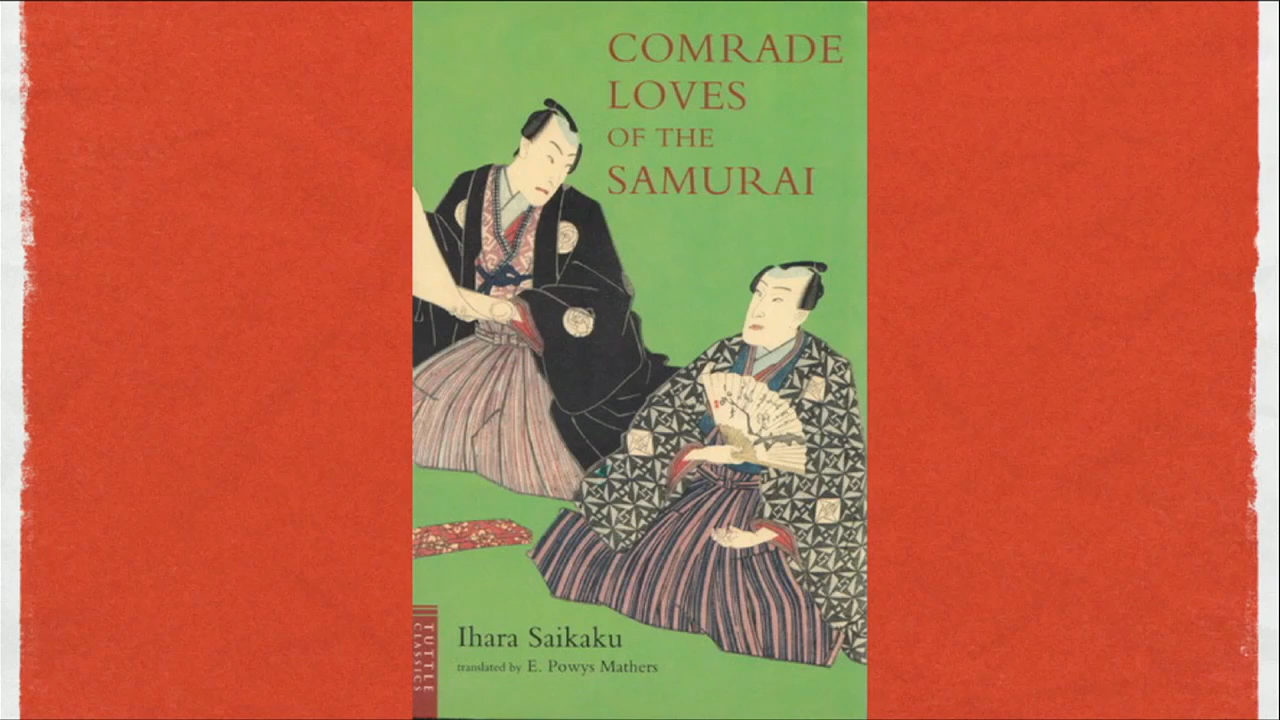 COMRADE
LOVES
OF THE
SAMURAI
Ihara Saikaku
translated by E. Powys Mathers
TUTTLE
CLASSICS